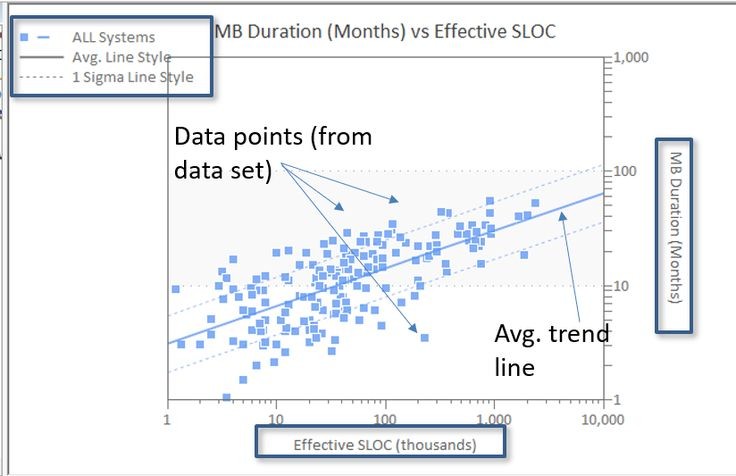 MB Duration (Months) vs Effective SLOC
ALL Systems
Avg. Line Style
1 Sigma Line Style
1,000
Data points (from
data set)
100
MB Duration (Months)
10
Avg. trend
line
1
1
10
100
1,000
10,000
Effective SLOC (thousands)